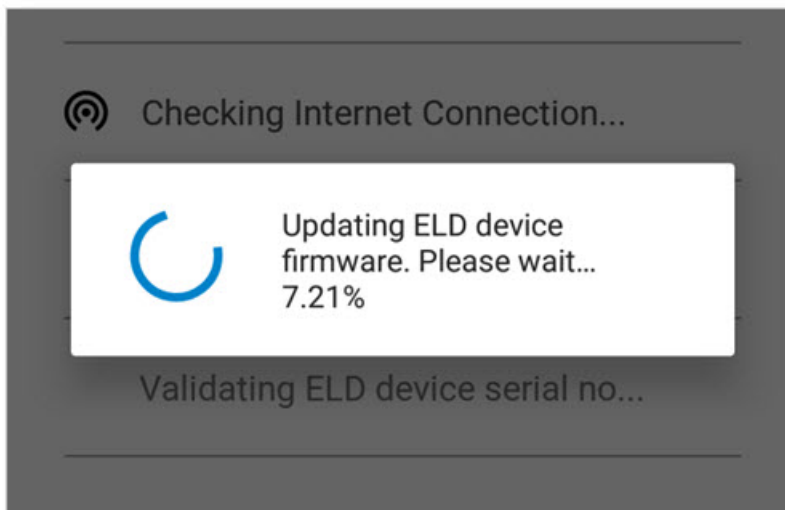 Checking Internet Connection...
Updating ELD device
firmware. Please wait...
7.21%
Validating ELD device serial no...